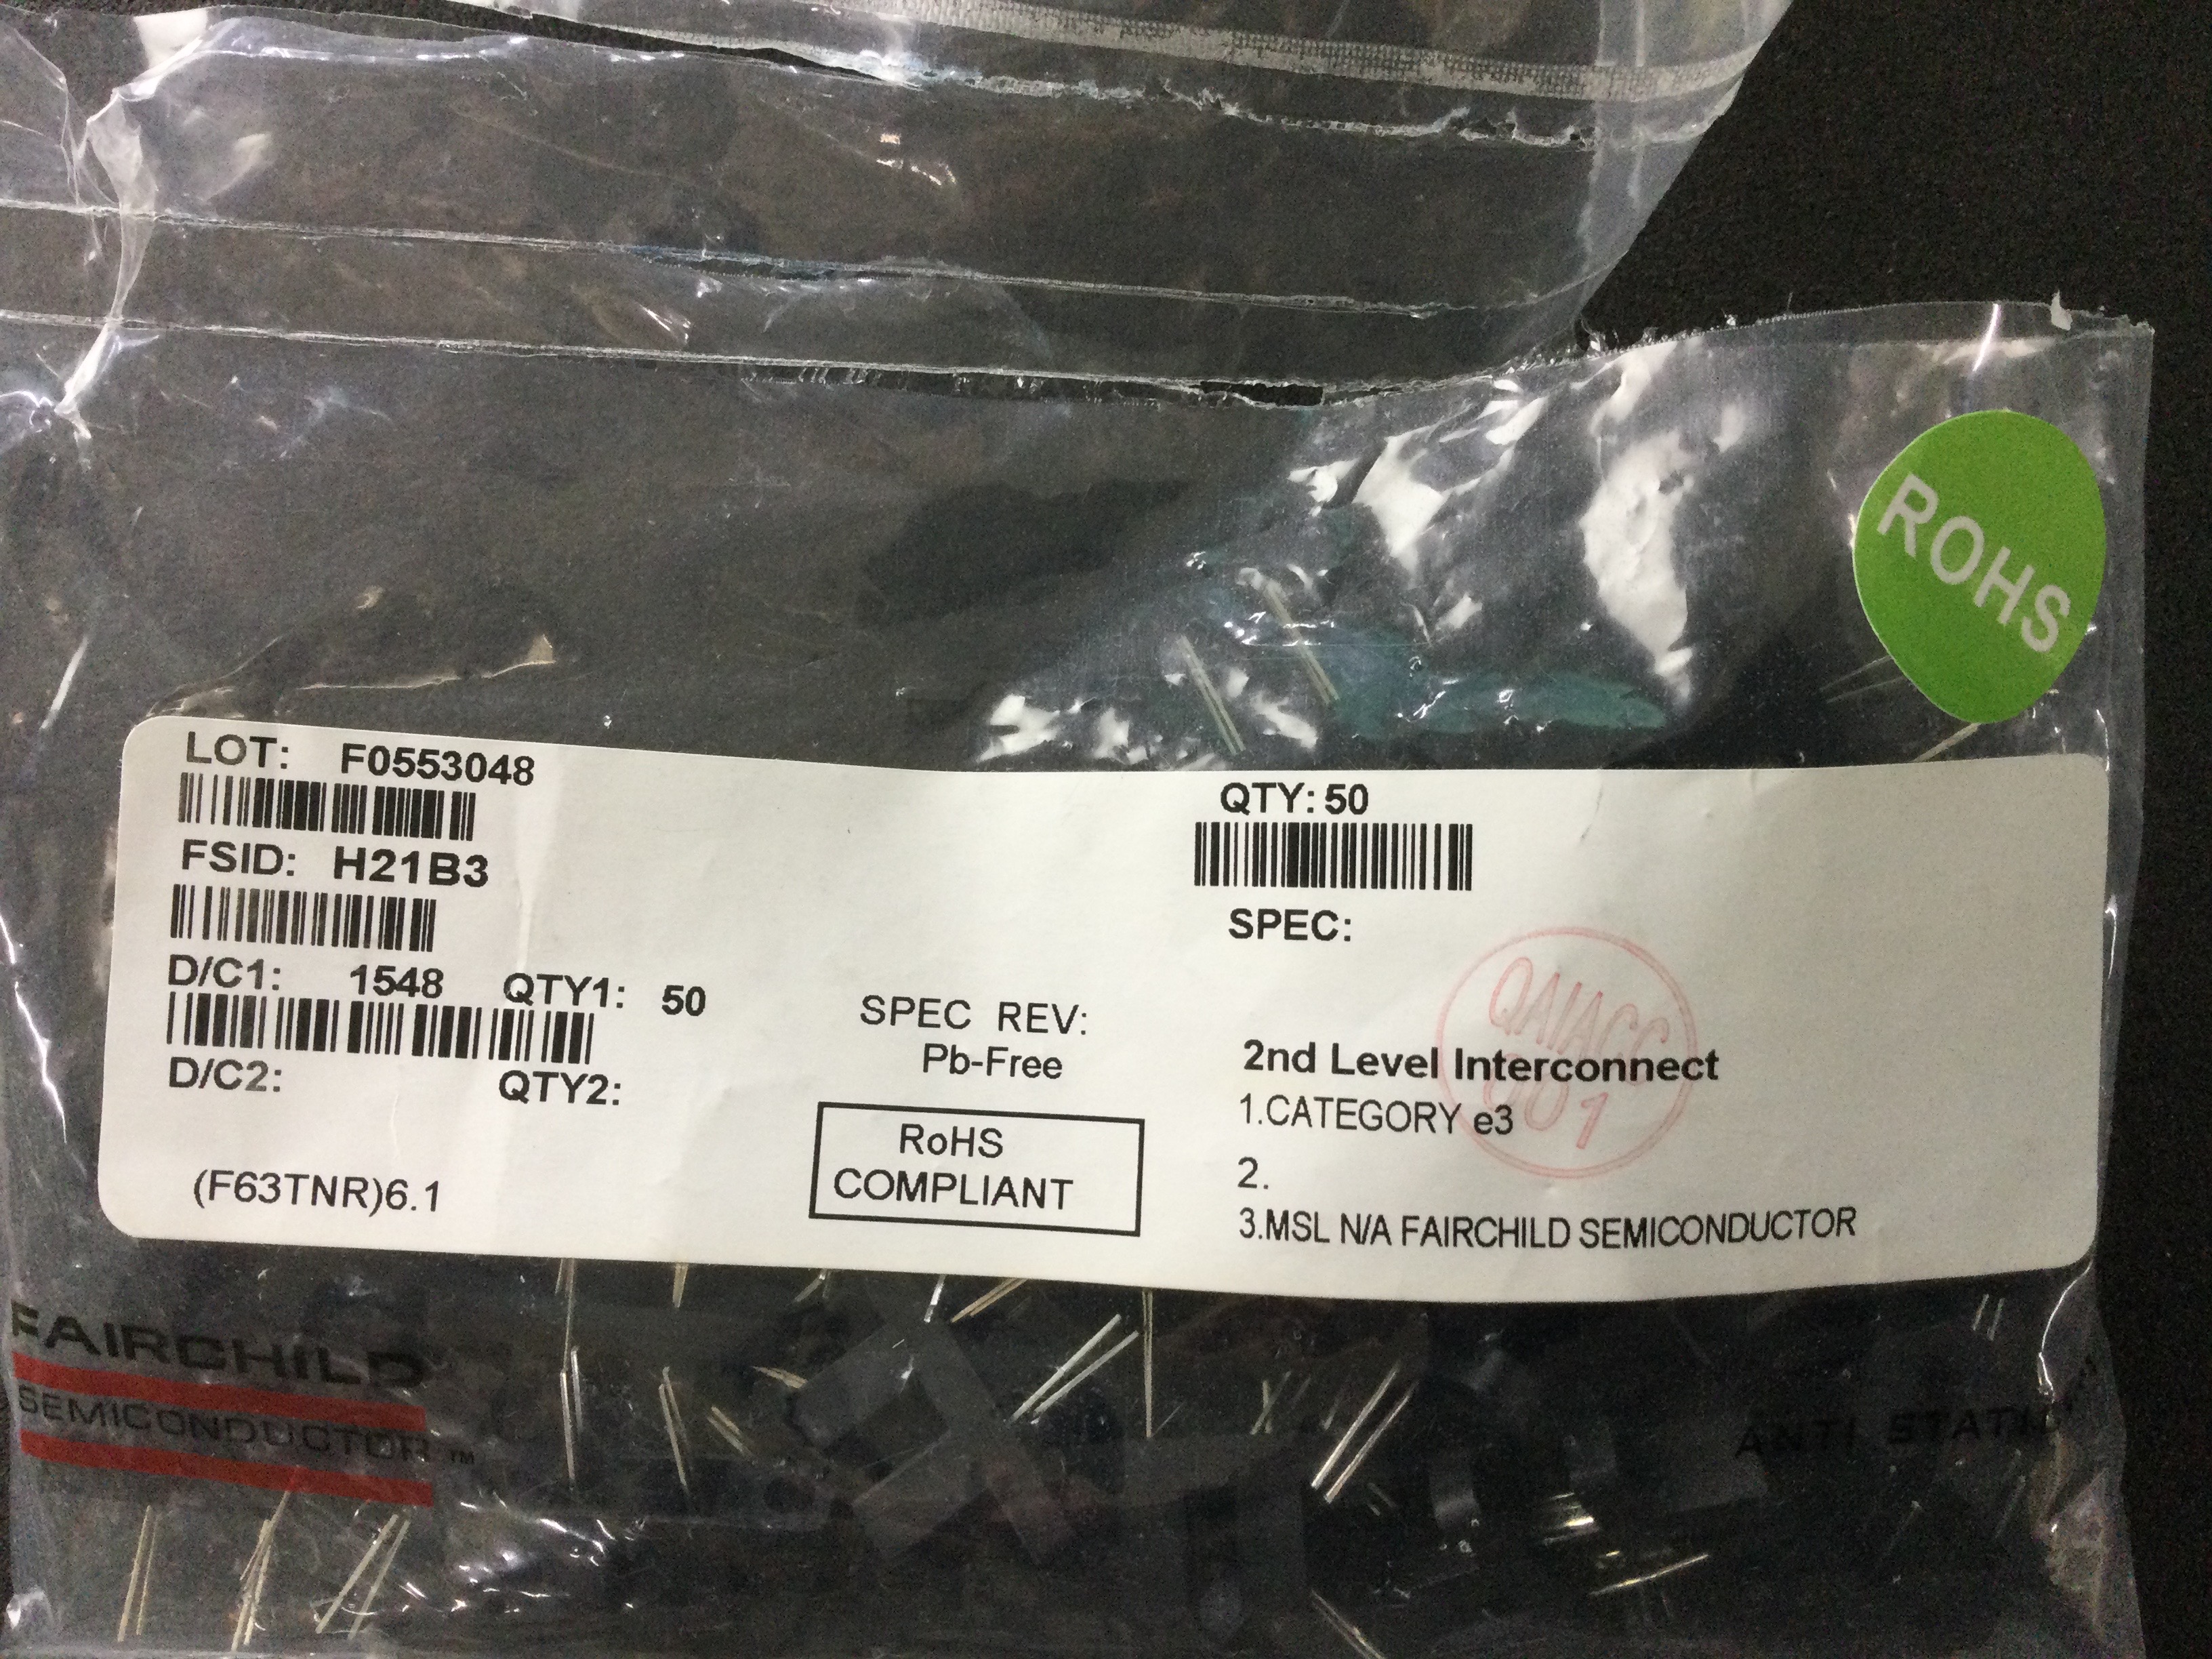 ROHS
LOT: F0553048
FSID: H21B3
D/C1: 1548 QTY1: 50
D/C2: QTY2:
(F63TNR)6.1
SPEC REV:
Pb-Free
RoHS
COMPLIANT
QTY: 50
SPEC:
2nd Level Interconnect
1.CATEGORY e3
2.
3.MSL N/A FAIRCHILD SEMICONDUCTOR
FAIRCHILD
SEMICONDUCTOR™
ANTI STATIC